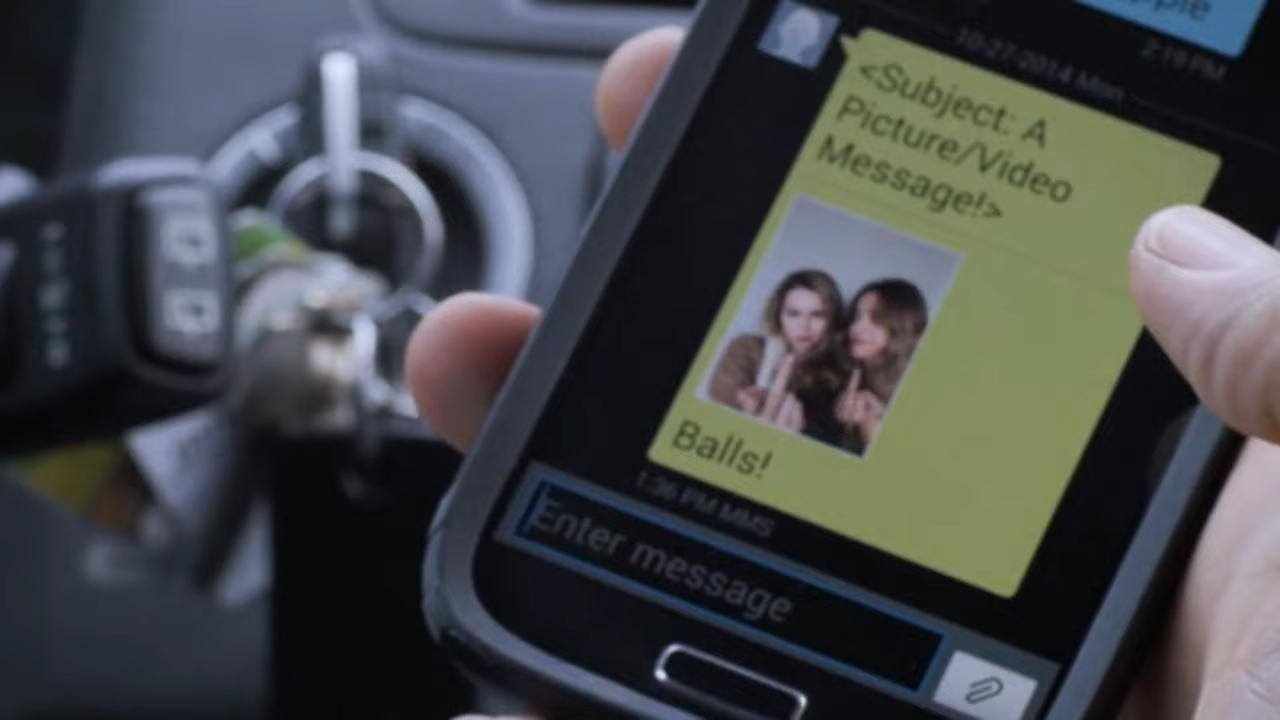 2:19 PM
10-27-2014 Mon
<Subject: A
Picture/Video
Message!>
Balls!
1:36 PM MMS
Enter message